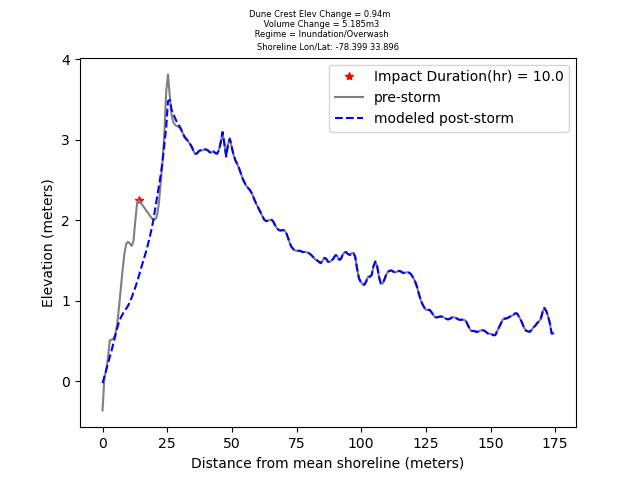 Dune Crest Elev Change = 0.94m
Volume Change = 5.185m3
Regime = Inundation/Overwash
Shoreline Lon/Lat: -78.399 33.896
Impact Duration(hr) = 10.0
pre-storm
modeled post-storm
Elevation (meters)
4
3
2
1
0
0 25 50 75 100 125 150 175
Distance from mean shoreline (meters)